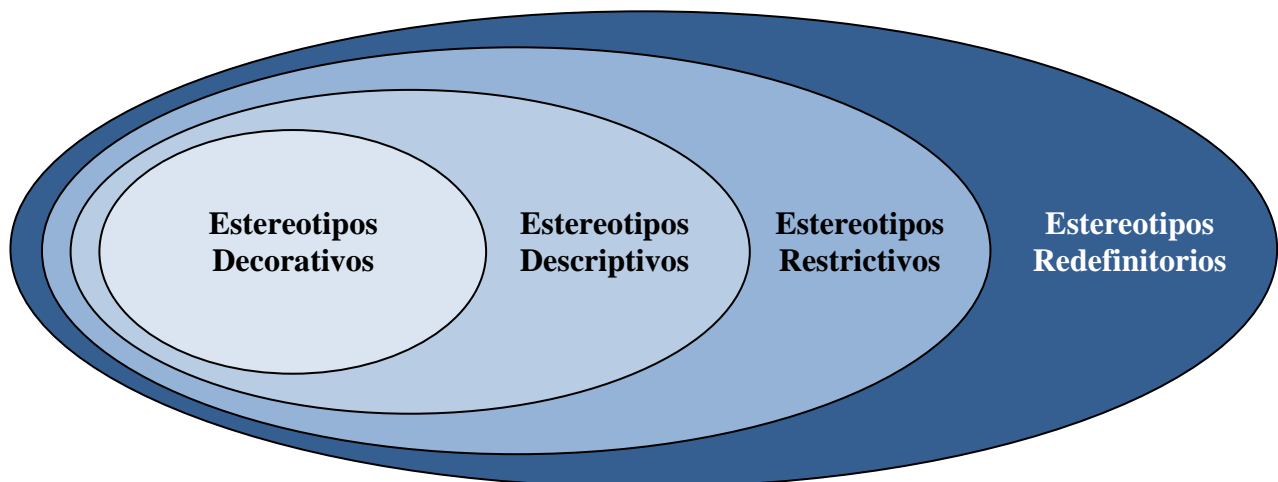 Estereotipos
Decorativos
Estereotipos
Descriptivos
Estereotipos
Restrictivos
Estereotipos
Redefinitorios